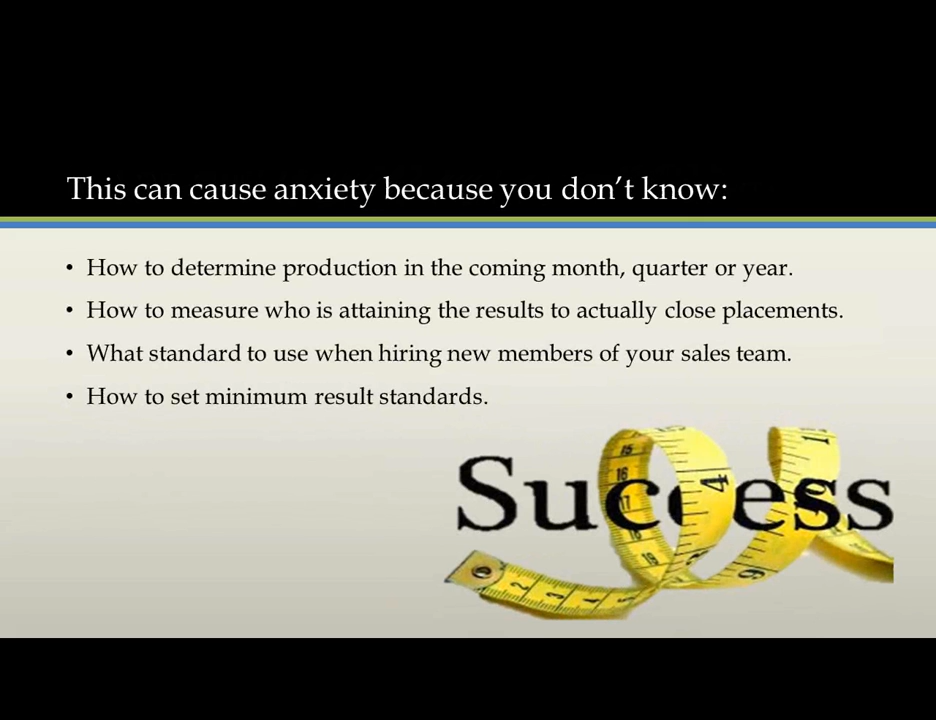 This can cause anxiety because you don’t know:
• How to determine production in the coming month, quarter or year.
• How to measure who is attaining the results to actually close placements.
• What standard to use when hiring new members of your sales team.
• How to set minimum result standards.
Success